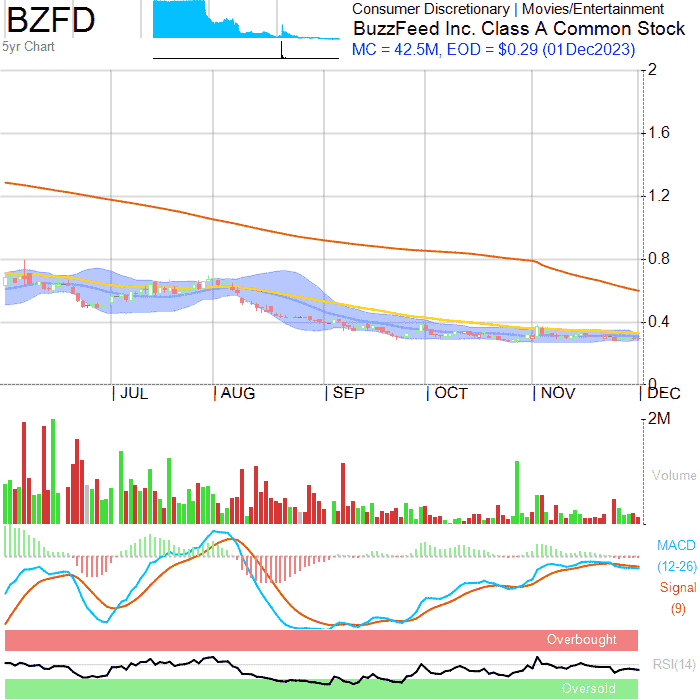 BZFD
5yr Chart
Consumer Discretionary | Movies/Entertainment
BuzzFeed Inc. Class A Common Stock
MC = 42.5M, EOD = $0.29 (01Dec2023)
2
1.6
1.2
0.8
0.4
0
| JUL | AUG | SEP | OCT | NOV | DEC
2M
Volume
MACD
(12-26)
Signal
(9)
Overbought
RSI(14)
Oversold